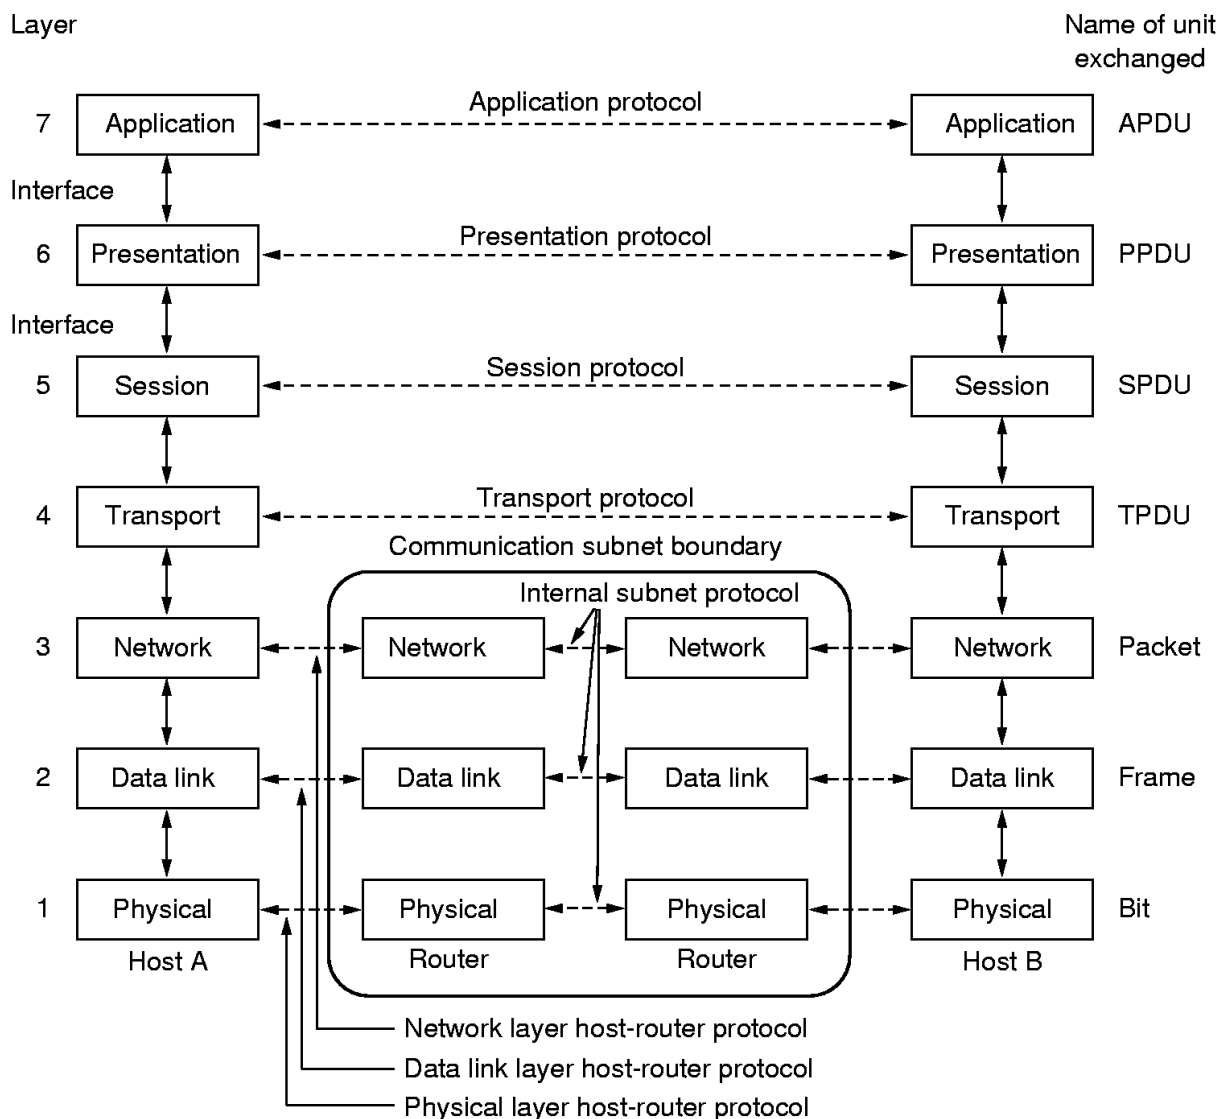 Layer
Name of unit
exchanged
Application protocol
7 Application Application APDU
Interface
Presentation protocol
6 Presentation Presentation PPDU
Interface
Session protocol
5 Session Session SPDU
Transport protocol
4 Transport Transport TPDU
Communication subnet boundary
Internal subnet protocol
3 Network Network Network Network Packet
2 Data link Data link Data link Data link Frame
1 Physical Physical Physical Physical Bit
Host A Router Router Host B
Network layer host-router protocol
Data link layer host-router protocol
Physical layer host-router protocol